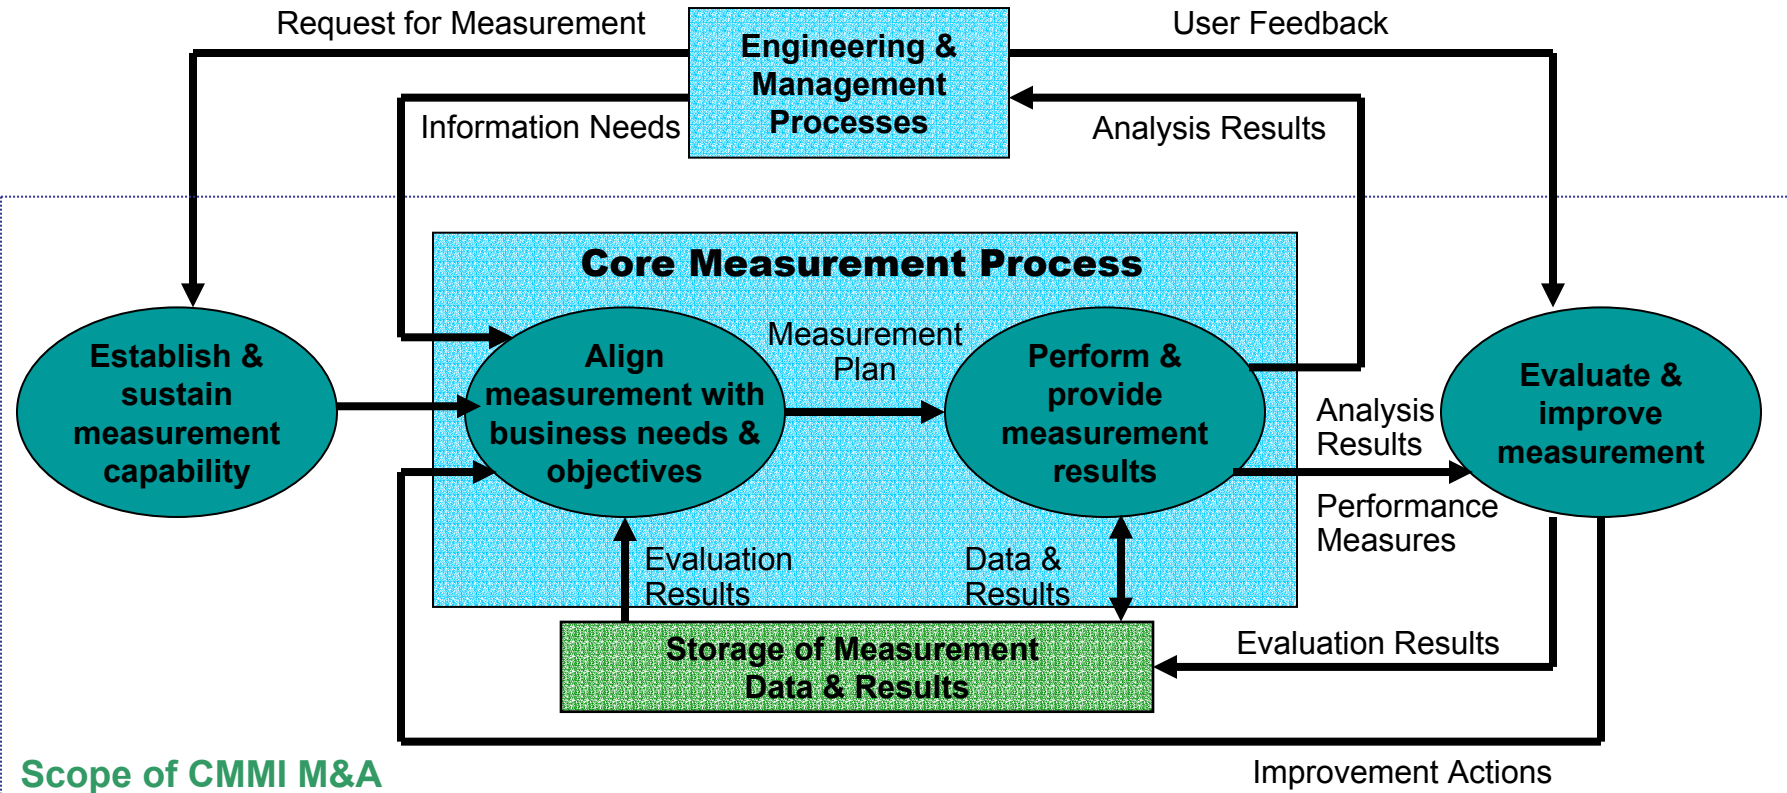 Request for Measurement
User Feedback
Engineering &
Management
Processes
Information Needs
Analysis Results
Core Measurement Process
Establish &
sustain
measurement
capability
Align
measurement with
business needs &
objectives
Measurement
Plan
Perform &
provide
measurement
results
Analysis
Results
Performance
Measures
Evaluate &
improve
measurement
Evaluation
Results
Data &
Results
Storage of Measurement
Data & Results
Evaluation Results
Improvement Actions
Scope of CMMI M&A